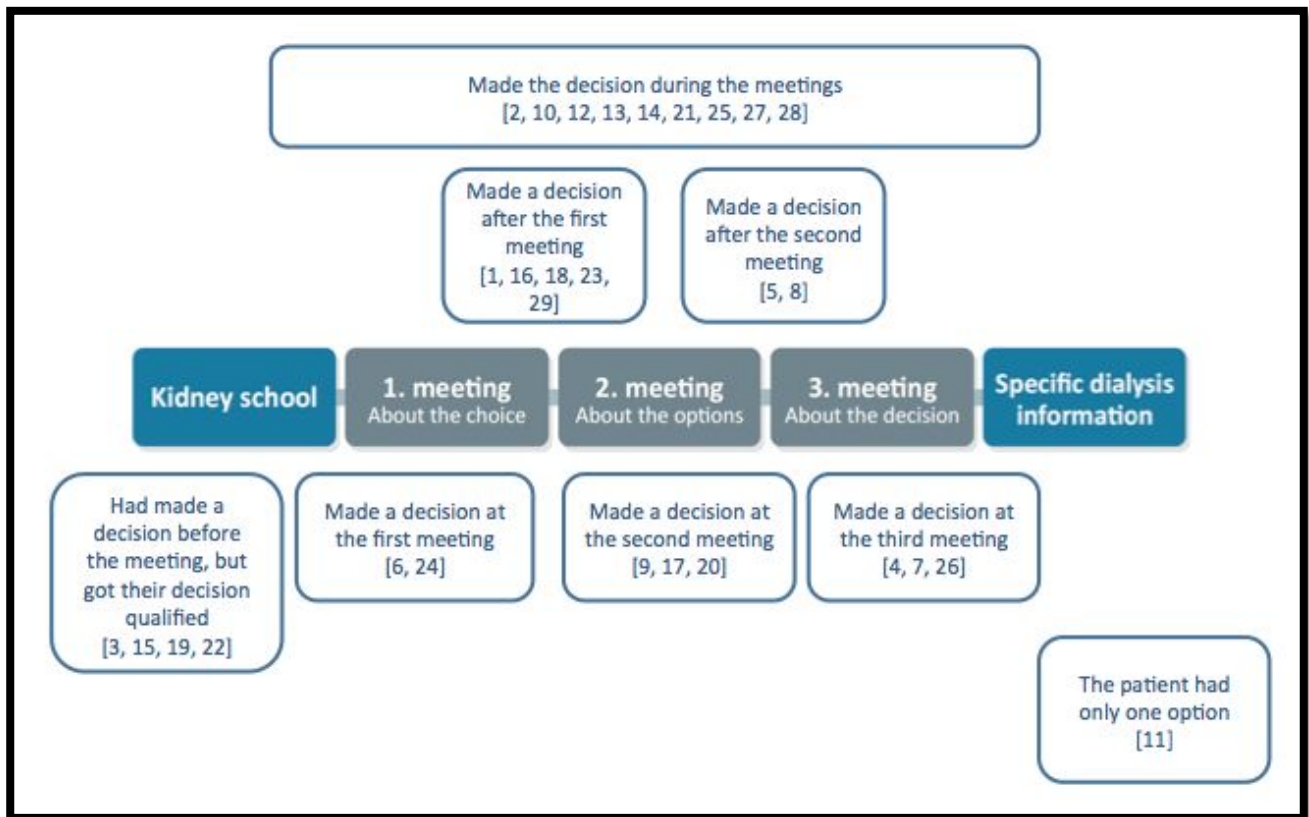 Made the decision during the meetings
[2, 10, 12, 13, 14, 21, 25, 27, 28]
Made a decision
after the first
meeting
[1, 16, 18, 23,
29]
Made a decision
after the second
meeting
[5, 8]
Kidney school
1. meeting
About the choice
2. meeting
About the options
3. meeting
About the decision
Specific dialysis
information
Had made a
decision before
the meeting, but
got their decision
qualified
[3, 15, 19, 22]
Made a decision at
the first meeting
[6, 24]
Made a decision at
the second meeting
[9, 17, 20]
Made a decision at
the third meeting
[4, 7, 26]
The patient had
only one option
[11]